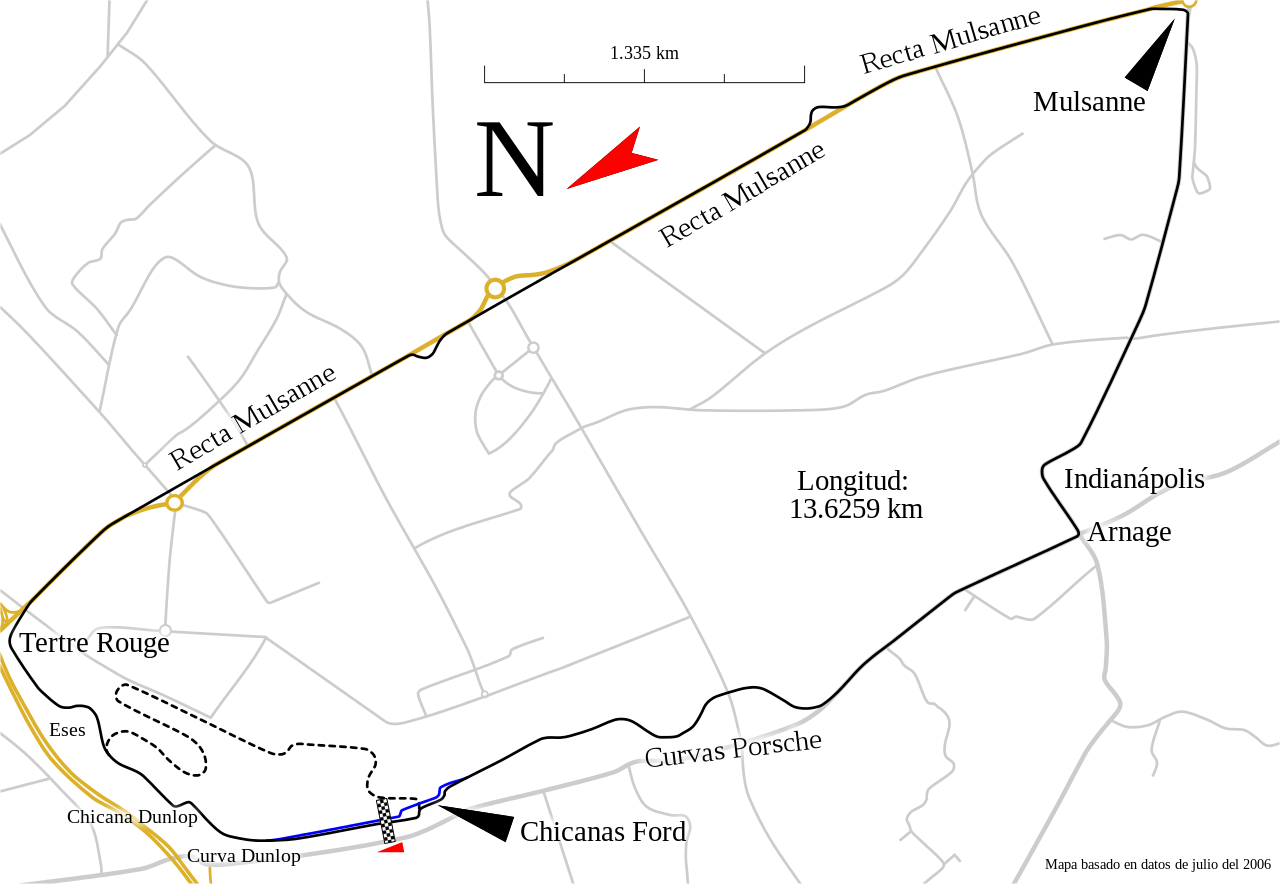 Recta Mulsanne
1.335 km
Mulsanne
N
Recta Mulsanne
Recta Mulsanne
Longitud:
13.6259 km
Indianápolis
Arnage
Tertre Rouge
Eses
Curvas Porsche
Chicana Dunlop
Chicanas Ford
Curva Dunlop
Mapa basado en datos de julio del 2006